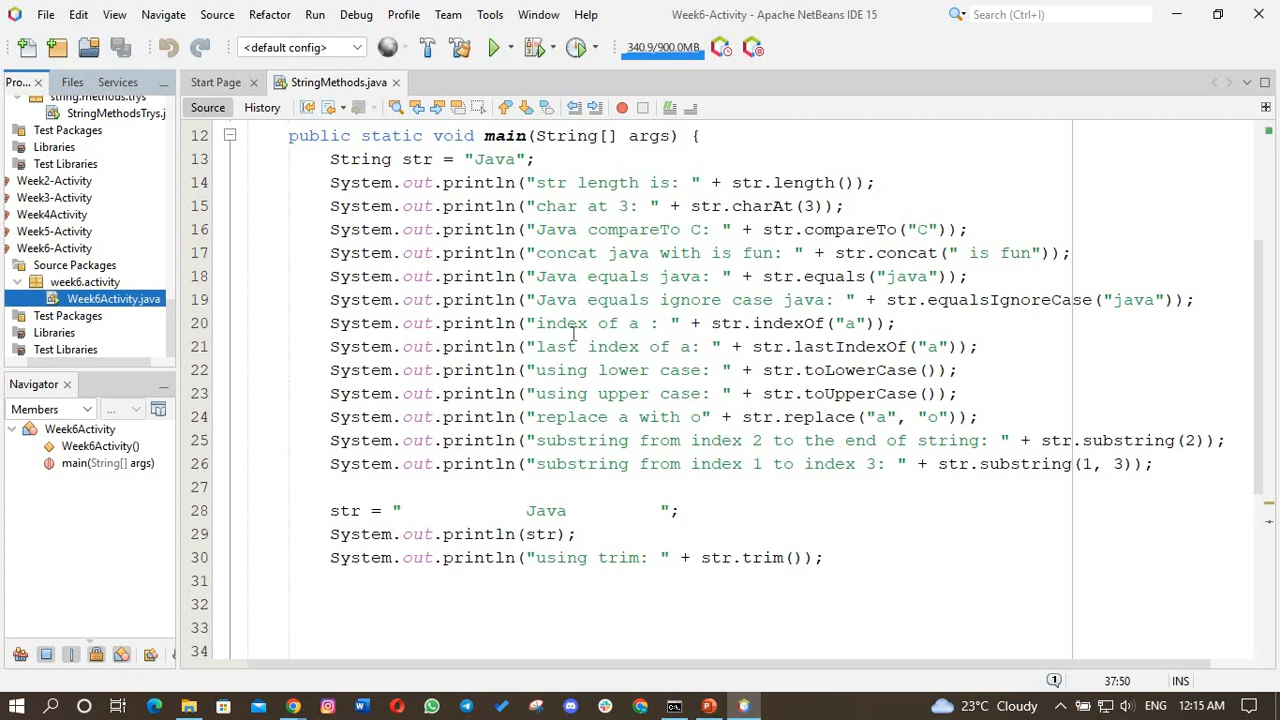 File Edit View Navigate Source Refactor Run Debug Profile Team Tools Window Help
Week6-Activity - Apache NetBeans IDE 15
Search (Ctrl+I)
<default config>
340.9/900.0MB
Pro... Files Services
Start Page
StringMethods.java
Source History
string.methods.trys
StringMethodsTrys.j
Test Packages
Libraries
Test Libraries
Week2-Activity
Week3-Activity
Week4Activity
Week5-Activity
Week6-Activity
Source Packages
week6.activity
Week6Activity.java
Test Packages
Libraries
Test Libraries
Navigator
Members
...
Week6Activity
Week6Activity()
main(String[] args)
12 public static void main(String[] args) {
13 String str = "Java";
14 System.out.println("str length is: " + str.length());
15 System.out.println("char at 3: " + str.charAt(3));
16 System.out.println("Java compareTo C: " + str.compareTo("C"));
17 System.out.println("concat java with is fun: " + str.concat(" is fun"));
18 System.out.println("Java equals java: " + str.equals("java"));
19 System.out.println("Java equals ignore case java: " + str.equalsIgnoreCase("java"));
20 System.out.println("index of a : " + str.indexOf("a"));
21 System.out.println("last index of a: " + str.lastIndexOf("a"));
22 System.out.println("using lower case: " + str.toLowerCase());
23 System.out.println("using upper case: " + str.toUpperCase());
24 System.out.println("replace a with o" + str.replace("a", "o"));
25 System.out.println("substring from index 2 to the end of string: " + str.substring(2));
26 System.out.println("substring from index 1 to index 3: " + str.substring(1, 3));
27
28 str = "            Java         ";
29 System.out.println(str);
30 System.out.println("using trim: " + str.trim());
31
32
33
34
1
37:50
INS
23°C Cloudy
ENG
12:15 AM